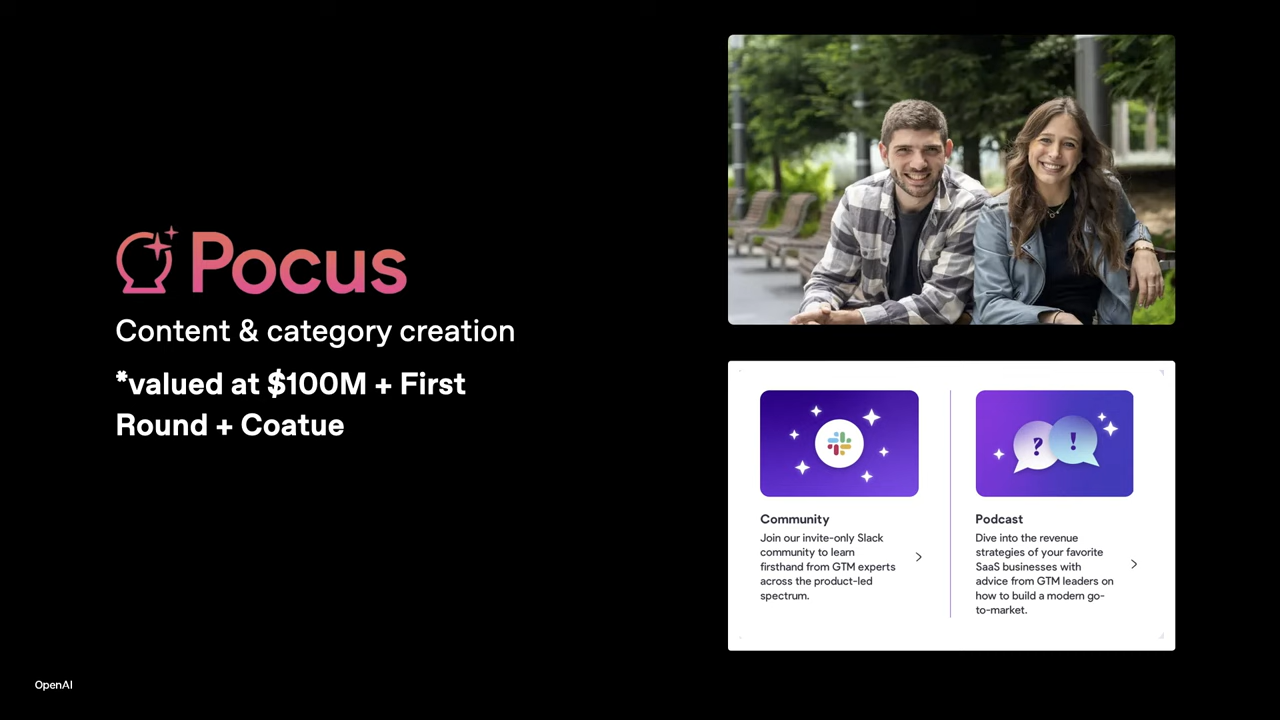 Pocus
Content & category creation
*valued at $100M + First
Round + Coatue
?
!
Community
Join our invite-only Slack
community to learn
firsthand from GTM experts
across the product-led
spectrum.
Podcast
Dive into the revenue
strategies of your favorite
SaaS businesses with
advice from GTM leaders on
how to build a modern go-
to-market.
OpenAI